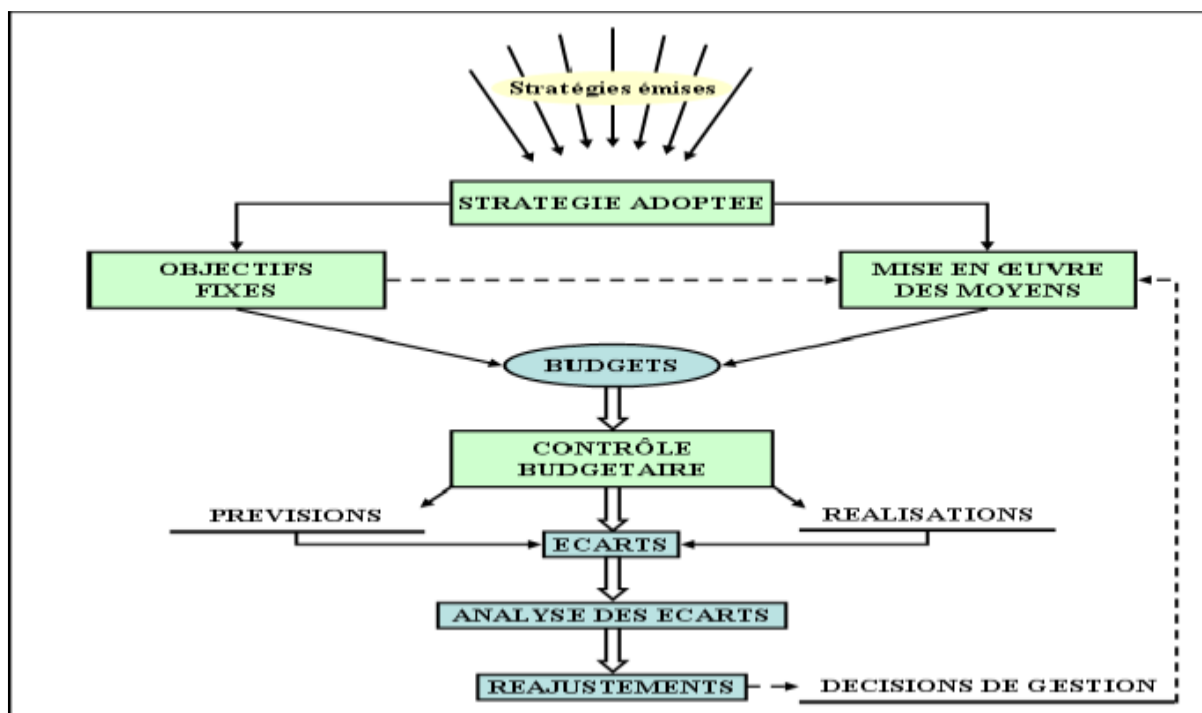 Stratégies émises
STRATEGIE ADOPTEE
OBJECTIFS
FIXES
MISE EN ŒUVRE
DES MOYENS
BUDGETS
CONTRÔLE
BUDGETAIRE
PREVISIONS
REALISATIONS
ECARTS
ANALYSE DES ECARTS
REAJUSTEMENTS
DECISIONS DE GESTION